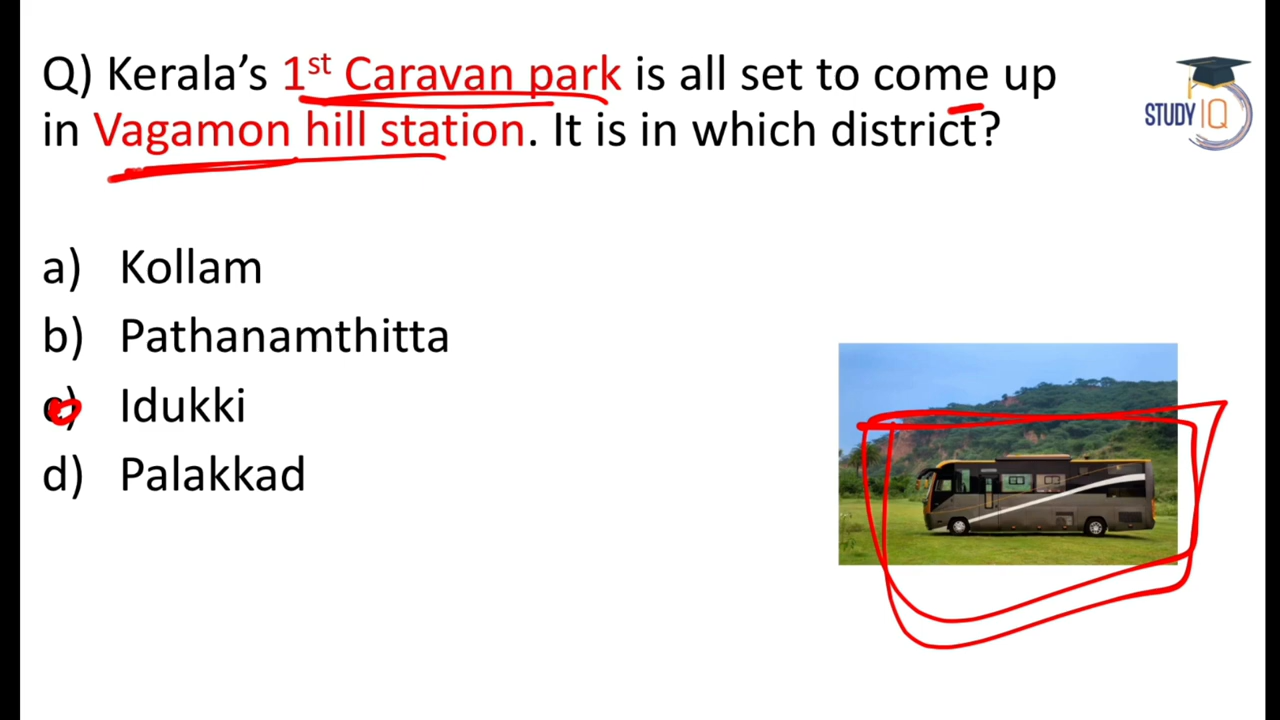 Q) Kerala's 1st Caravan park is all set to come up
in Vagamon hill station. It is in which district?
STUDY IQ
a) Kollam
b) Pathanamthitta
c) Idukki
d) Palakkad